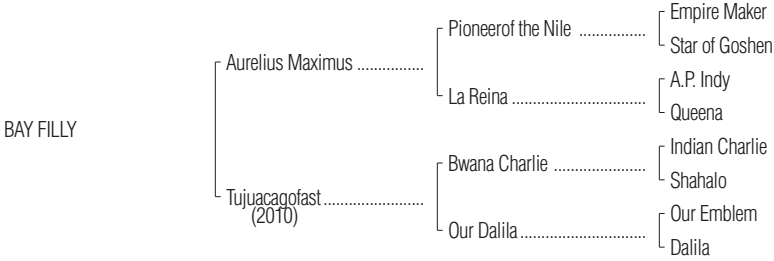 Empire Maker
Pioneerof the Nile ................
Star of Goshen
Aurelius Maximus ................
A.P. Indy
La Reina ................................
Queena
BAY FILLY
Indian Charlie
Bwana Charlie ......................
Shahalo
Tujuacagofast ........................
(2010)
Our Emblem
Our Dalila ..............................
Dalila